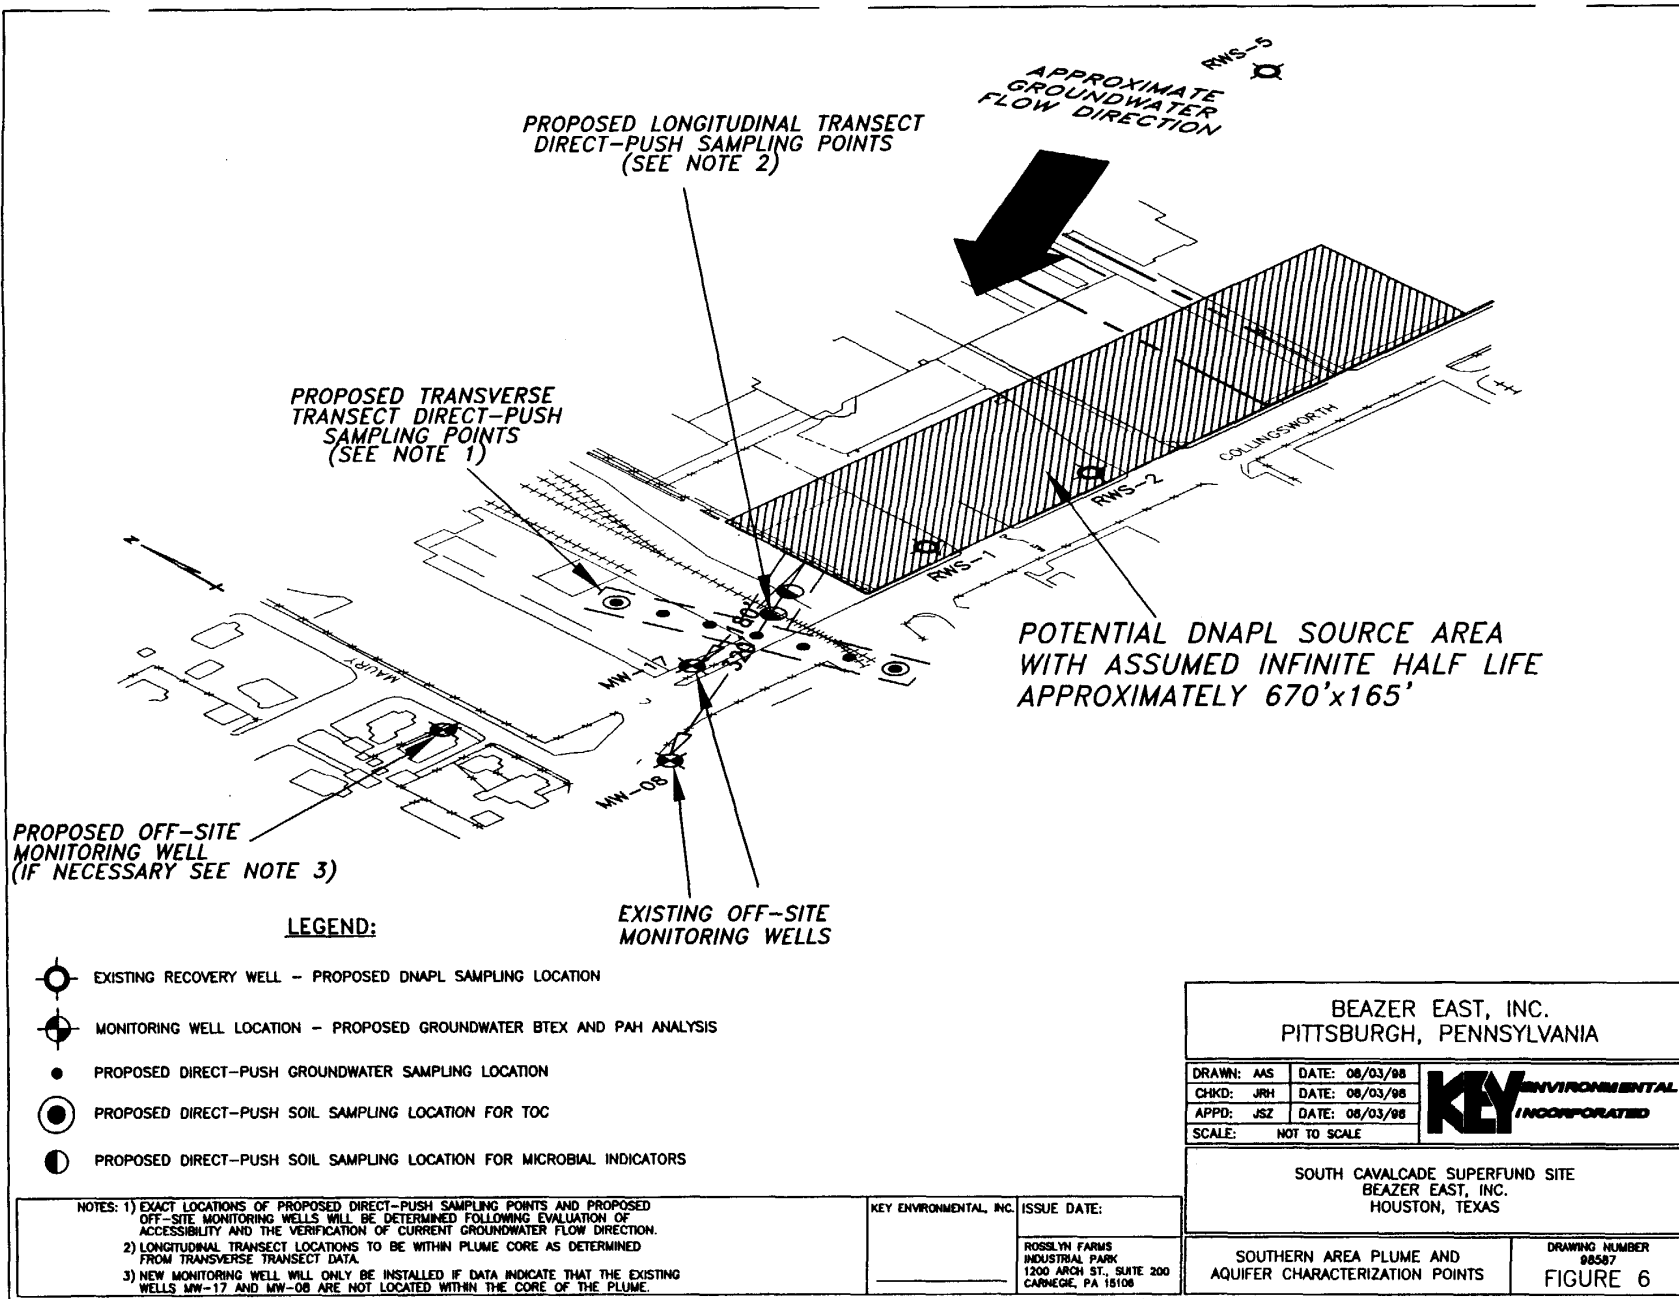 RWS-5
APPROXIMATE
GROUNDWATER
FLOW DIRECTION
PROPOSED LONGITUDINAL TRANSECT
DIRECT-PUSH SAMPLING POINTS
(SEE NOTE 2)
PROPOSED TRANSVERSE
TRANSECT DIRECT-PUSH
SAMPLING POINTS
(SEE NOTE 1)
COLLINGSWORTH
RWS-2
RWS-1
N
180'
320'
MW-17
MAURY
MW-08
POTENTIAL DNAPL SOURCE AREA
WITH ASSUMED INFINITE HALF LIFE
APPROXIMATELY 670'x165'
PROPOSED OFF-SITE
MONITORING WELL
(IF NECESSARY SEE NOTE 3)
EXISTING OFF-SITE
MONITORING WELLS
LEGEND:
EXISTING RECOVERY WELL - PROPOSED DNAPL SAMPLING LOCATION
MONITORING WELL LOCATION - PROPOSED GROUNDWATER BTEX AND PAH ANALYSIS
PROPOSED DIRECT-PUSH GROUNDWATER SAMPLING LOCATION
PROPOSED DIRECT-PUSH SOIL SAMPLING LOCATION FOR TOC
PROPOSED DIRECT-PUSH SOIL SAMPLING LOCATION FOR MICROBIAL INDICATORS
NOTES: 1) EXACT LOCATIONS OF PROPOSED DIRECT-PUSH SAMPLING POINTS AND PROPOSED
OFF-SITE MONITORING WELLS WILL BE DETERMINED FOLLOWING EVALUATION OF
ACCESSIBILITY AND THE VERIFICATION OF CURRENT GROUNDWATER FLOW DIRECTION.
2) LONGITUDINAL TRANSECT LOCATIONS TO BE WITHIN PLUME CORE AS DETERMINED
FROM TRANSVERSE TRANSECT DATA.
3) NEW MONITORING WELL WILL ONLY BE INSTALLED IF DATA INDICATE THAT THE EXISTING
WELLS MW-17 AND MW-08 ARE NOT LOCATED WITHIN THE CORE OF THE PLUME.
KEY ENVIRONMENTAL, INC.
ISSUE DATE:
ROSSLYN FARMS
INDUSTRIAL PARK
1200 ARCH ST., SUITE 200
CARNEGIE, PA 15106
BEAZER EAST, INC.
PITTSBURGH, PENNSYLVANIA
DRAWN: AAS DATE: 08/03/98
CHKD: JRH DATE: 08/03/98
APPD: JSZ DATE: 08/03/98
SCALE: NOT TO SCALE
KEY ENVIRONMENTAL
INCORPORATED
SOUTH CAVALCADE SUPERFUND SITE
BEAZER EAST, INC.
HOUSTON, TEXAS
SOUTHERN AREA PLUME AND
AQUIFER CHARACTERIZATION POINTS
DRAWING NUMBER
98587
FIGURE 6